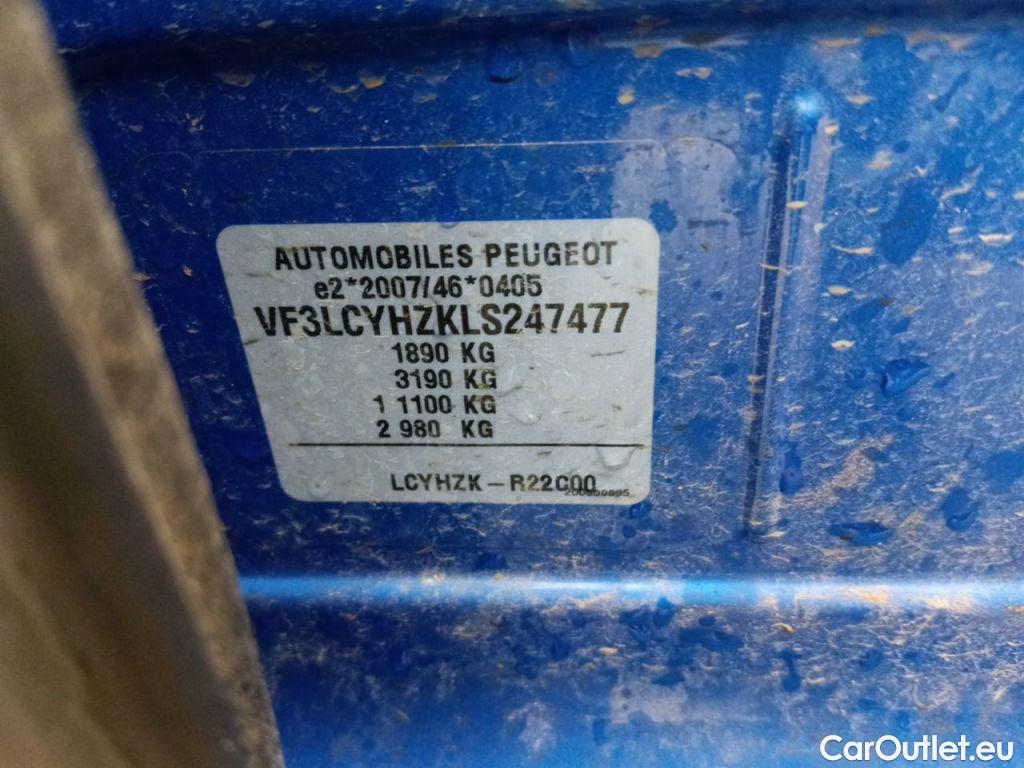 AUTOMOBILES PEUGEOT
e2*2007/46*0405
VF3LCYHZKLS247477
1890 KG
3190 KG
1 1100 KG
2 980 KG
LCYHZK - R22C00
CarOutlet.eu